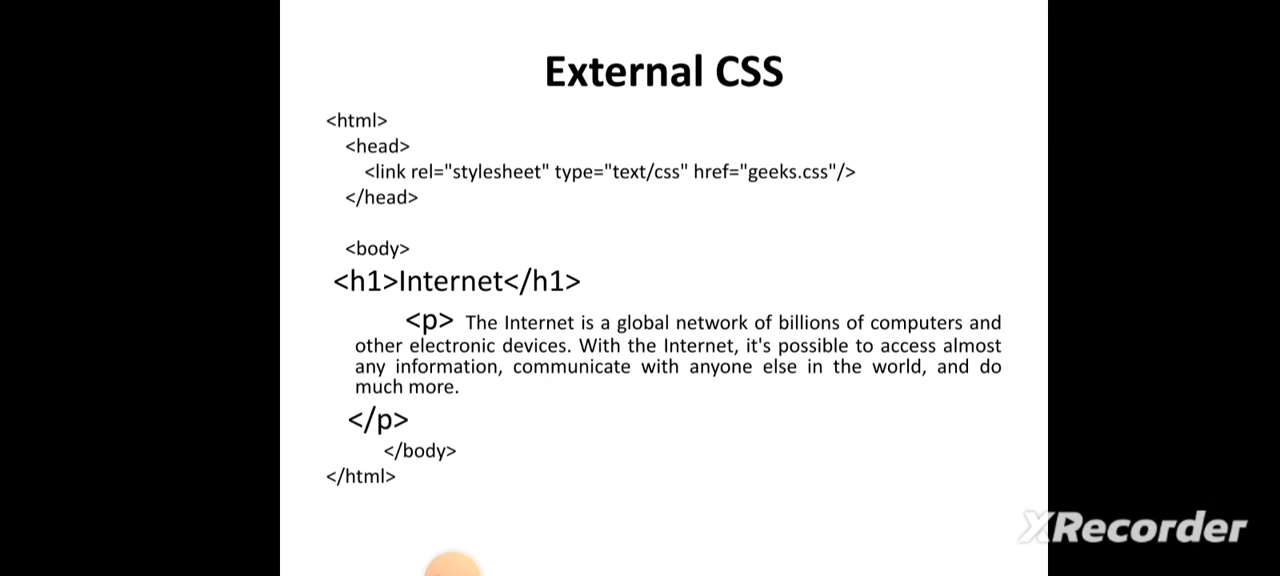 External CSS
<html>
<head>
<link rel="stylesheet" type="text/css" href="geeks.css"/>
</head>
<body>
<h1>Internet</h1>
<p> The Internet is a global network of billions of computers and
other electronic devices. With the Internet, it's possible to access almost
any information, communicate with anyone else in the world, and do
much more.
</p>
</body>
</html>
XRecorder